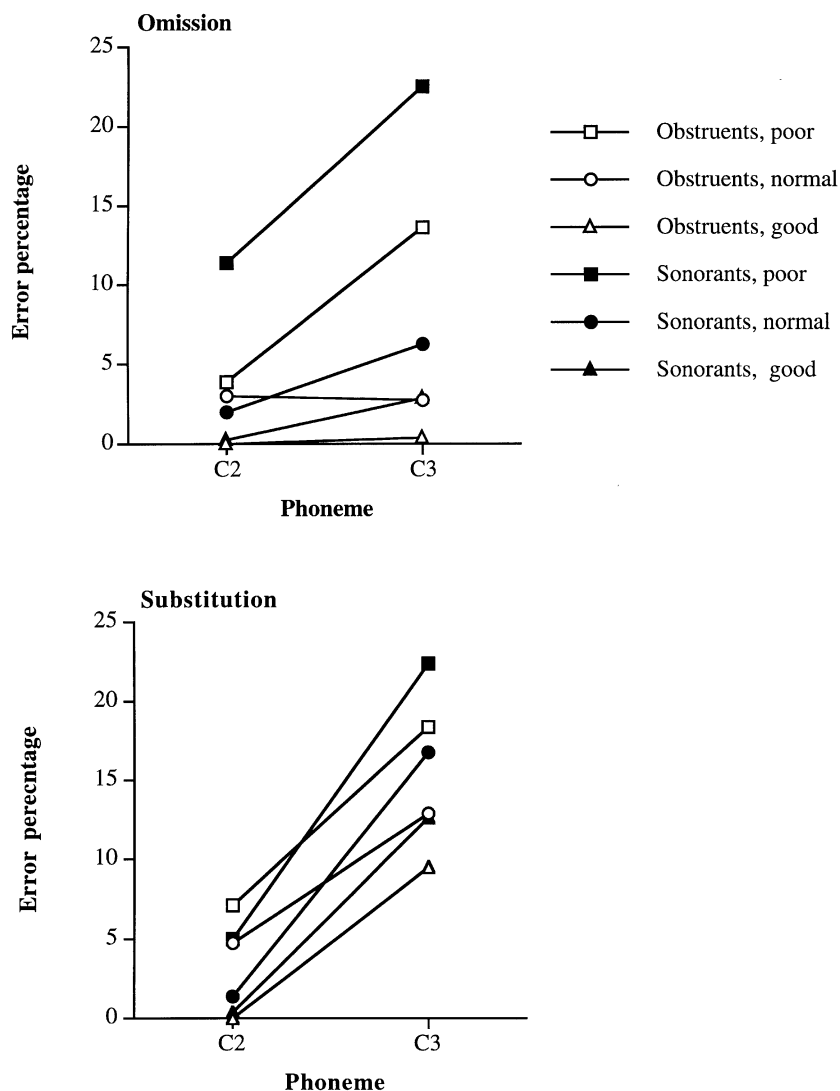 Omission
25
20
15
10
5
0
Error percentage
C2 C3
Phoneme
Obstruents, poor
Obstruents, normal
Obstruents, good
Sonorants, poor
Sonorants, normal
Sonorants, good
Substitution
25
20
15
10
5
0
Error perecntage
C2 C3
Phoneme